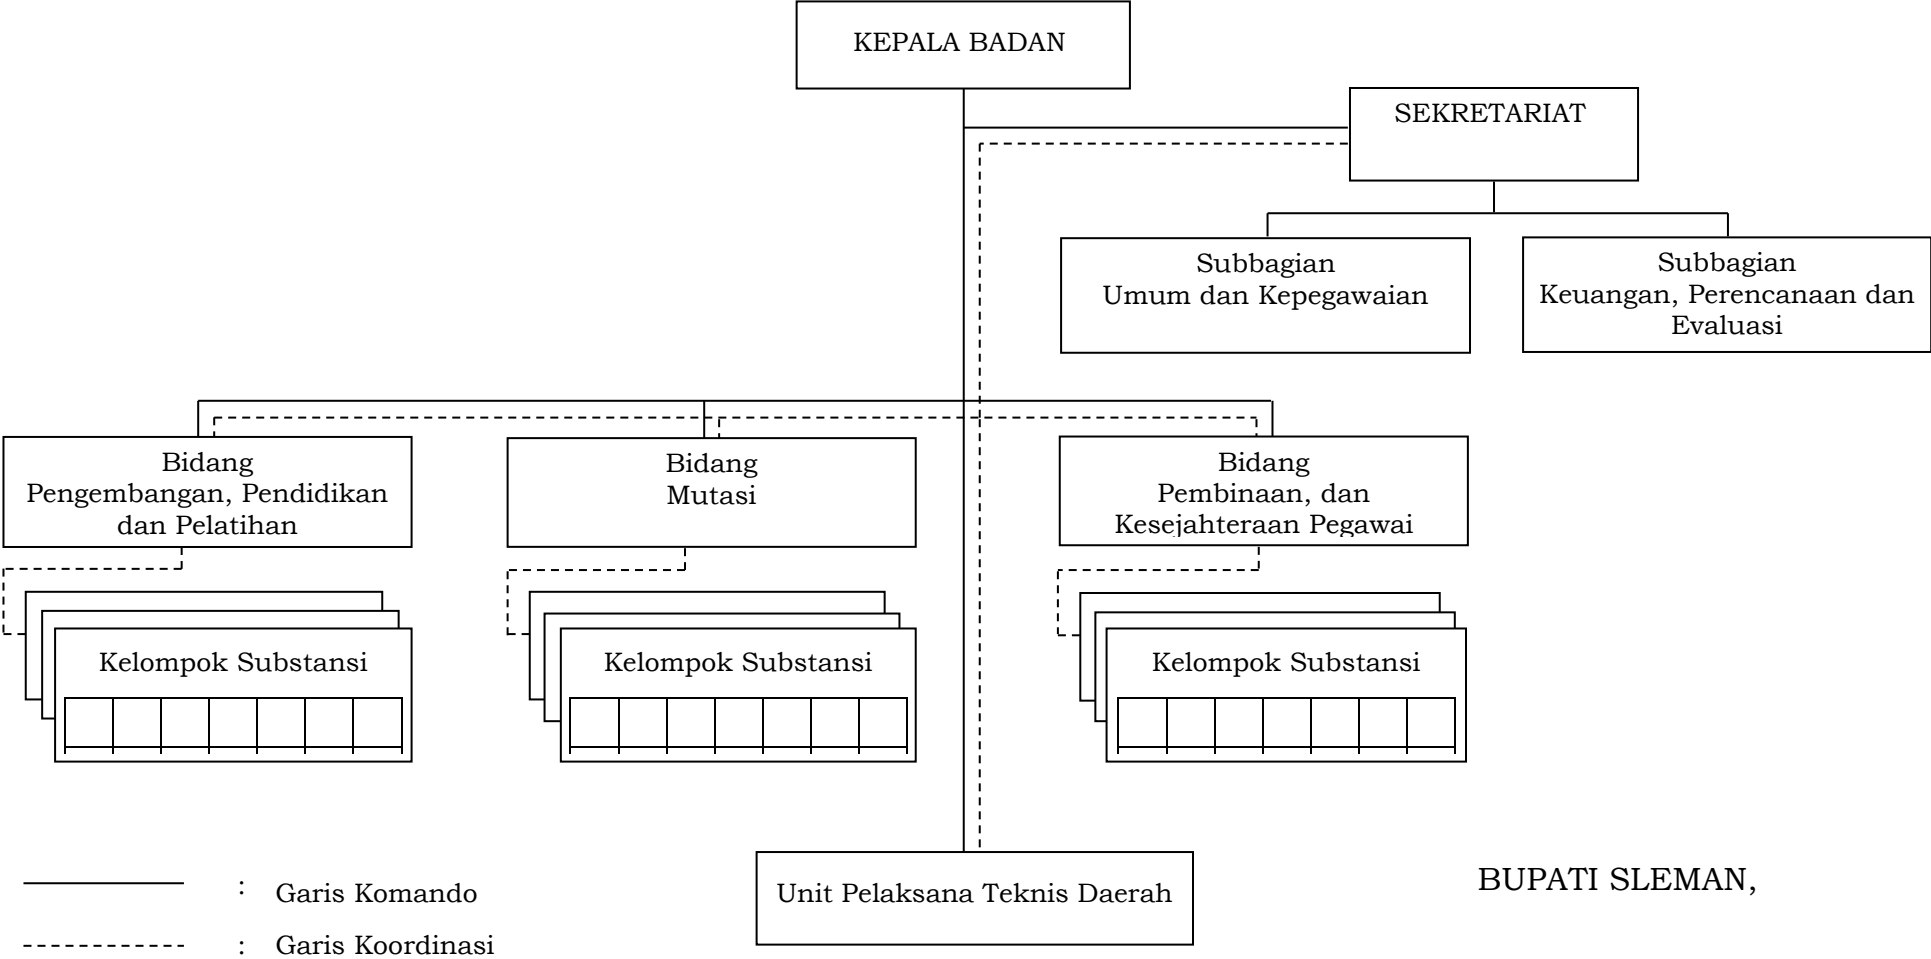 KEPALA BADAN
SEKRETARIAT
Subbagian
Umum dan Kepegawaian
Subbagian
Keuangan, Perencanaan dan
Evaluasi
Bidang
Pengembangan, Pendidikan
dan Pelatihan
Bidang
Mutasi
Bidang
Pembinaan, dan
Kesejahteraan Pegawai
Kelompok Substansi
Kelompok Substansi
Kelompok Substansi
Unit Pelaksana Teknis Daerah
BUPATI SLEMAN,
: Garis Komando
: Garis Koordinasi